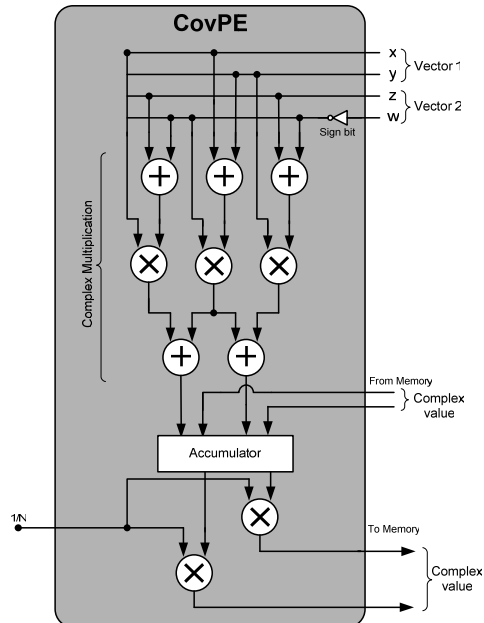 CovPE
x
y
Vector 1
z
w
Vector 2
Sign bit
+
+
+
Complex Multiplication
×
×
×
+
+
From Memory
Complex
value
Accumulator
1/N
×
To Memory
×
Complex
value